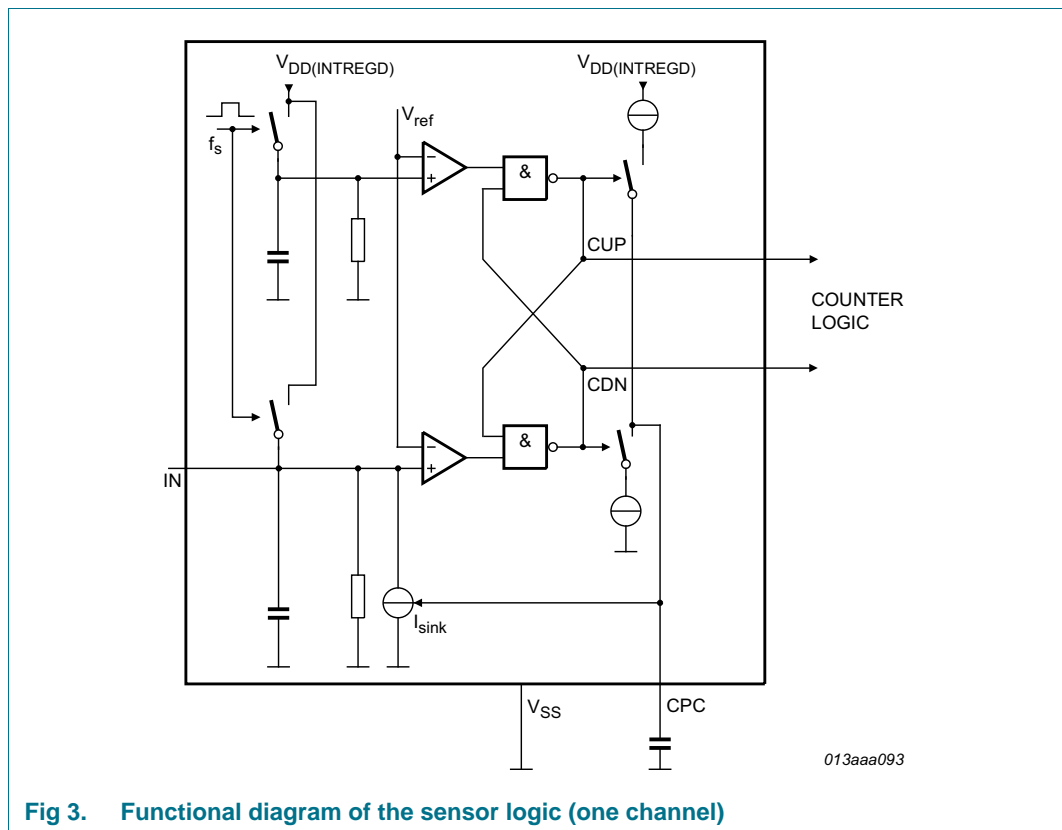 VDD(INTREGD)
VDD(INTREGD)
fs
Vref
−
+
&
CUP
COUNTER
LOGIC
CDN
−
+
&
IN
Isink
VSS
CPC
013aaa093
Fig 3. Functional diagram of the sensor logic (one channel)